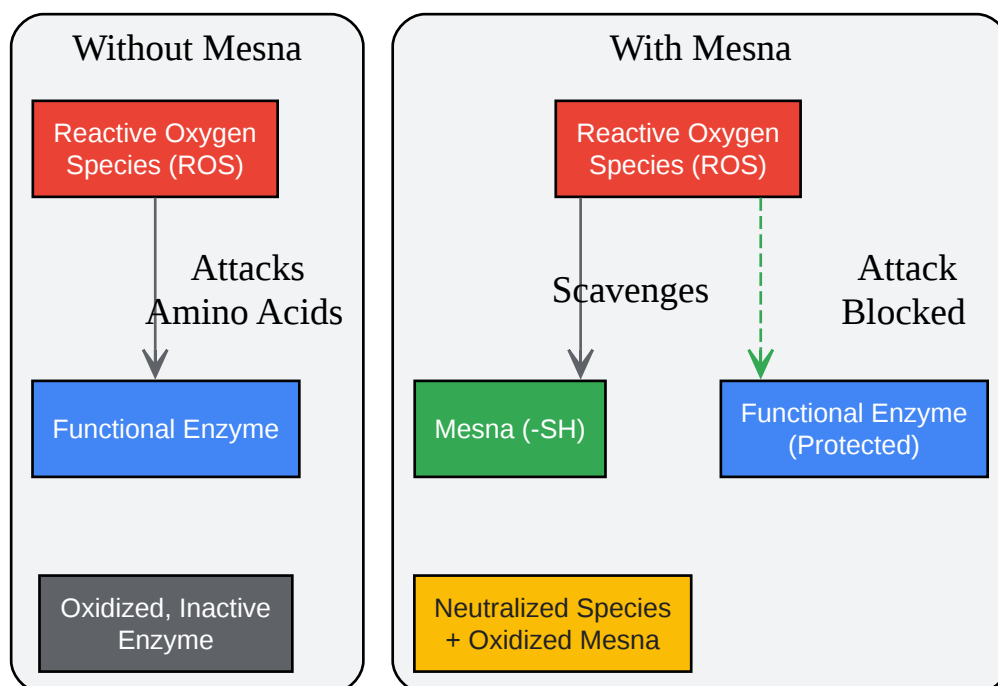 Without Mesna
Reactive Oxygen
Species (ROS)
Attacks
Amino Acids
Functional Enzyme
Oxidized, Inactive
Enzyme
With Mesna
Reactive Oxygen
Species (ROS)
Scavenges
Attack
Blocked
Mesna (-SH)
Functional Enzyme
(Protected)
Neutralized Species
+ Oxidized Mesna